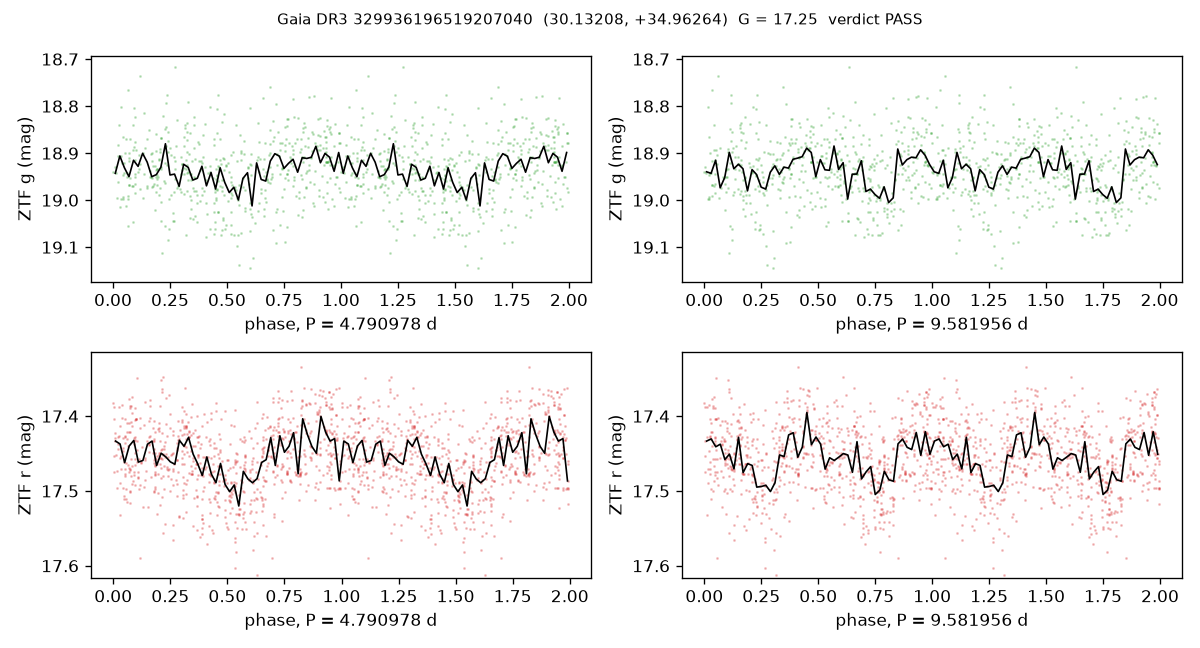 Gaia DR3 329936196519207040  (30.13208, +34.96264)  G = 17.25  verdict PASS
18.7
18.8
18.9
19.0
19.1
ZTF g (mag)
0.00 0.25 0.50 0.75 1.00 1.25 1.50 1.75 2.00
phase, P = 4.790978 d
18.7
18.8
18.9
19.0
19.1
ZTF g (mag)
0.00 0.25 0.50 0.75 1.00 1.25 1.50 1.75 2.00
phase, P = 9.581956 d
17.4
17.5
17.6
ZTF r (mag)
0.00 0.25 0.50 0.75 1.00 1.25 1.50 1.75 2.00
phase, P = 4.790978 d
17.4
17.5
17.6
ZTF r (mag)
0.00 0.25 0.50 0.75 1.00 1.25 1.50 1.75 2.00
phase, P = 9.581956 d